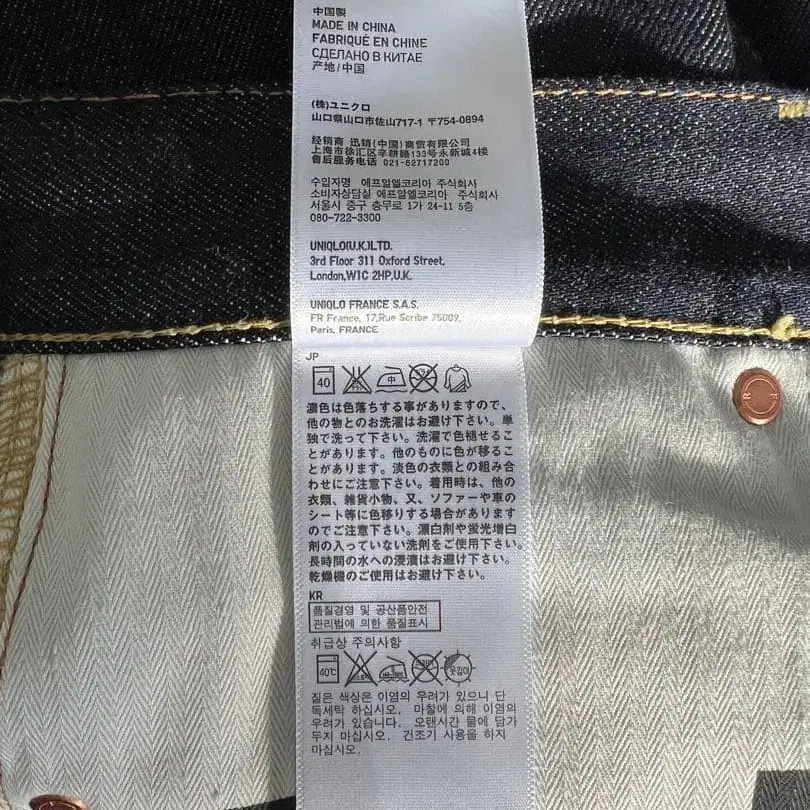 中国製
MADE IN CHINA
FABRIQUÉ EN CHINE
СДЕЛАНО В КИТАЕ
产地/中国
(株)ユニクロ
山口県山口市佐山717-1 〒754-0894
经销商 迅销(中国)商贸有限公司
上海市徐汇区辛耕路133号永新城4楼
售后服务电话 021-62717200
수입자명 에프알엘코리아 주식회사
소비자상담실 에프알엘코리아 주식회사
서울시 중구 충무로 1가 24-11 5층
080-722-3300
UNIQLO(U.K.)LTD.
3rd Floor 311 Oxford Street,
London,W1C 2HP,U.K.
UNIQLO FRANCE S.A.S.
FR France, 17,Rue Scribe 75009,
Paris, FRANCE
JP
40 中
濃色は色落ちする事がありますので、
他の物とのお洗濯はお避け下さい。単
独で洗って下さい。洗濯で色褪せるこ
とがあります。他のものに色が移るこ
とがあります。淡色の衣類との組み合
わせにご注意下さい。着用時は、他の
衣類、雑貨小物、又、ソファーや車の
シート等に色移りする場合があります
のでご注意下さい。漂白剤や蛍光増白
剤の入っていない洗剤をご使用下さい。
長時間の水への浸漬はお避け下さい。
乾燥機のご使用はお避け下さい。
KR
품질경영 및 공산품안전
관리법에 의한 품질표시
취급상 주의사항
40℃ 옷걸이
짙은 색상은 이염의 우려가 있으니 단
독세탁 하십시오. 마찰에 의해 이염의
우려가 있습니다. 오랜시간 물에 담가
두지 마십시오. 건조기 사용을 하지
마십시오.